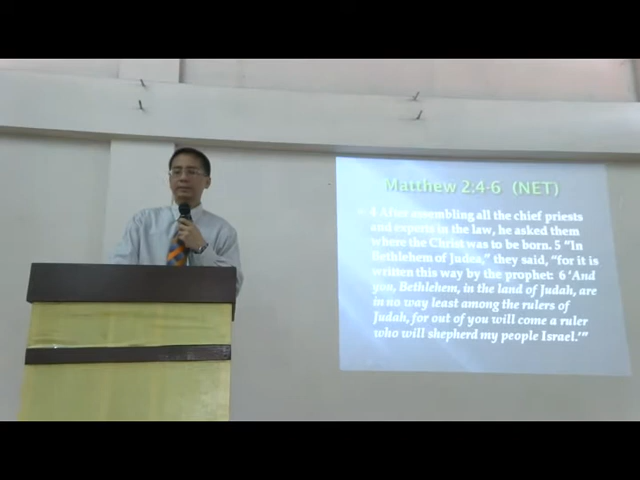 Matthew 2:4-6 (NET)
4 After assembling all the chief priests
and experts in the law, he asked them
where the Christ was to be born. 5 "In
Bethlehem of Judea," they said, "for it is
written this way by the prophet: 6 'And
you, Bethlehem, in the land of Judah, are
in no way least among the rulers of
Judah, for out of you will come a ruler
who will shepherd my people Israel.'"